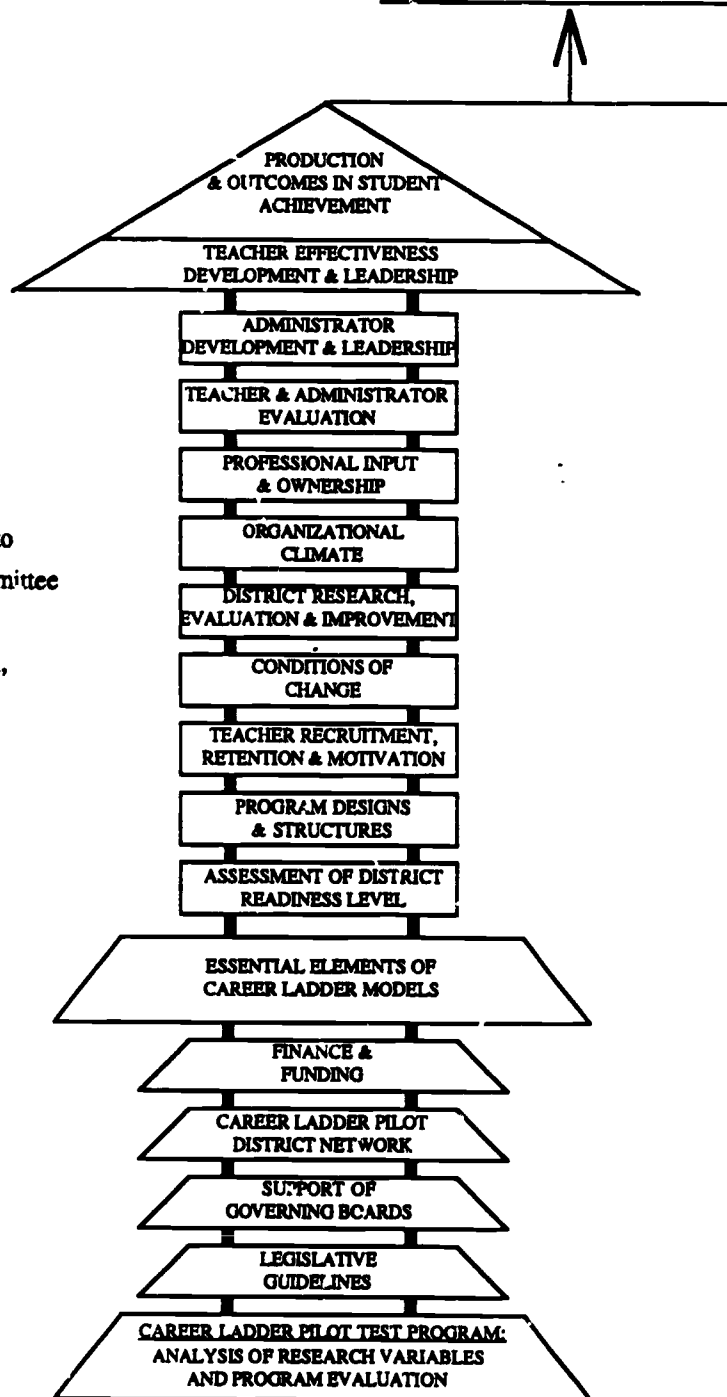 PRODUCTION
& OUTCOMES IN STUDENT
ACHIEVEMENT
TEACHER EFFECTIVENESS
DEVELOPMENT & LEADERSHIP
ADMINISTRATOR
DEVELOPMENT & LEADERSHIP
TEACHER & ADMINISTRATOR
EVALUATION
PROFESSIONAL INPUT
& OWNERSHIP
ORGANIZATIONAL
CLIMATE
DISTRICT RESEARCH,
EVALUATION & IMPROVEMENT
CONDITIONS OF
CHANGE
TEACHER RECRUITMENT,
RETENTION & MOTIVATION
PROGRAM DESIGNS
& STRUCTURES
ASSESSMENT OF DISTRICT
READINESS LEVEL
ESSENTIAL ELEMENTS OF
CAREER LADDER MODELS
FINANCE &
FUNDING
CAREER LADDER PILOT
DISTRICT NETWORK
SUPPORT OF
GOVERNING BOARDS
LEGISLATIVE
GUIDELINES
CAREER LADDER PILOT TEST PROGRAM:
ANALYSIS OF RESEARCH VARIABLES
AND PROGRAM EVALUATION